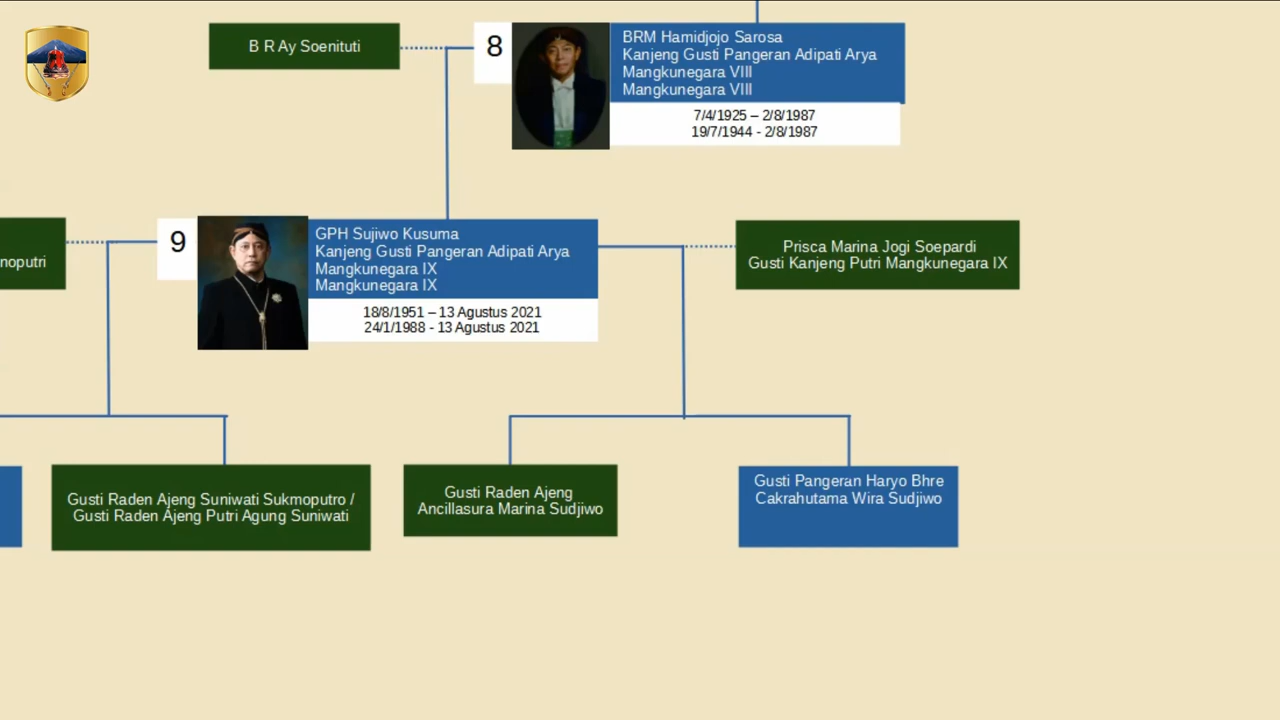 B R Ay Soenituti
8
BRM Hamidjojo Sarosa
Kanjeng Gusti Pangeran Adipati Arya
Mangkunegara VIII
Mangkunegara VIII
7/4/1925 – 2/8/1987
19/7/1944 - 2/8/1987
noputri
9
GPH Sujiwo Kusuma
Kanjeng Gusti Pangeran Adipati Arya
Mangkunegara IX
Mangkunegara IX
18/8/1951 – 13 Agustus 2021
24/1/1988 - 13 Agustus 2021
Prisca Marina Jogi Soepardi
Gusti Kanjeng Putri Mangkunegara IX
Gusti Raden Ajeng Suniwati Sukmoputro /
Gusti Raden Ajeng Putri Agung Suniwati
Gusti Raden Ajeng
Ancillasura Marina Sudjiwo
Gusti Pangeran Haryo Bhre
Cakrahutama Wira Sudjiwo